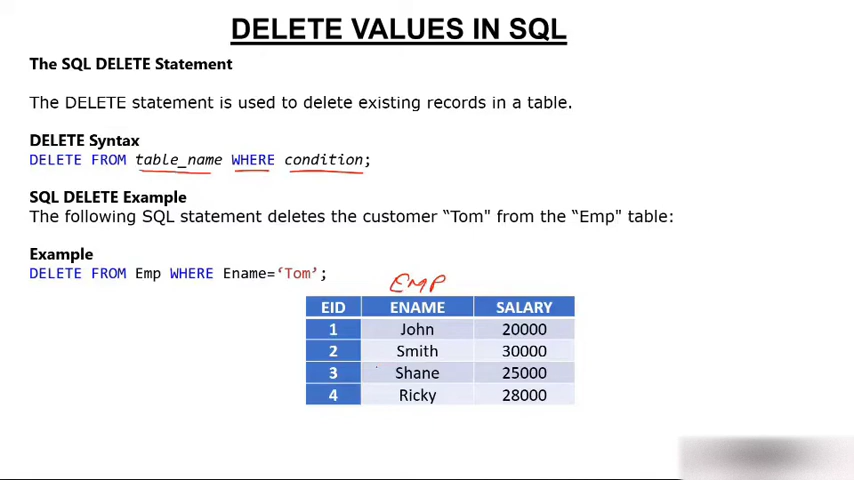 DELETE VALUES IN SQL
The SQL DELETE Statement
The DELETE statement is used to delete existing records in a table.
DELETE Syntax
DELETE FROM table_name WHERE condition;
SQL DELETE Example
The following SQL statement deletes the customer “Tom" from the “Emp" table:
Example
DELETE FROM Emp WHERE Ename=‘Tom’;
EMP
EID ENAME SALARY
1 John 20000
2 Smith 30000
3 Shane 25000
4 Ricky 28000